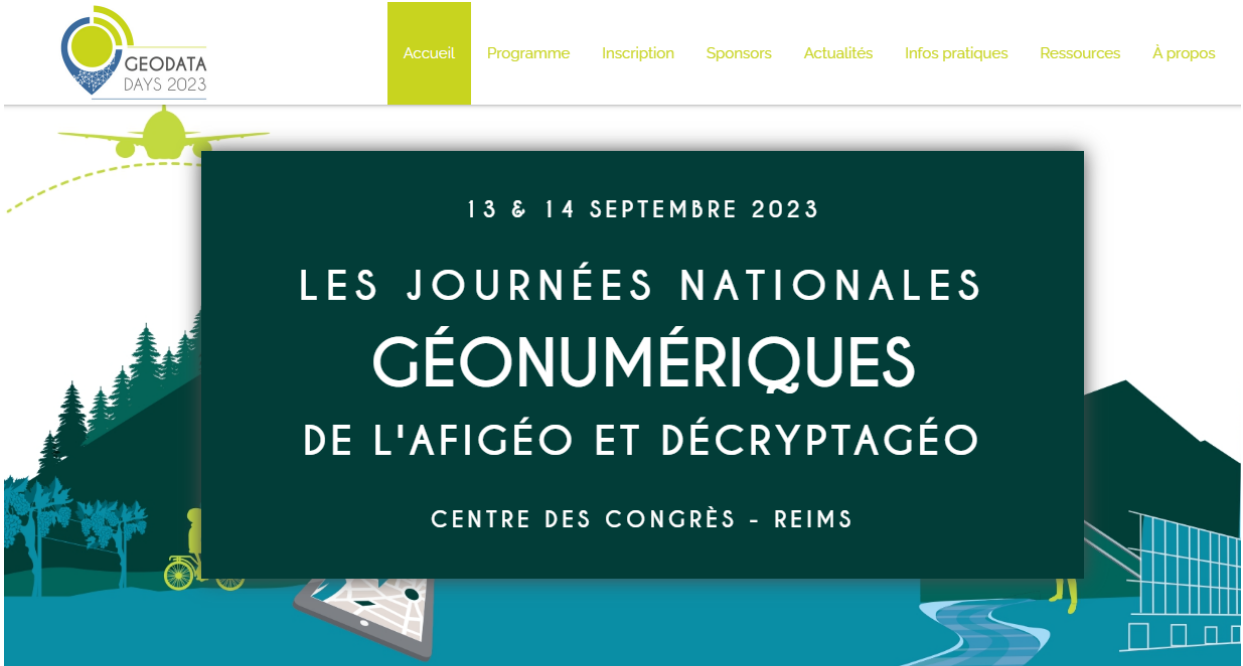 GEODATA
DAYS 2023
Accueil Programme Inscription Sponsors Actualités Infos pratiques Ressources À propos
13 & 14 SEPTEMBRE 2023
LES JOURNÉES NATIONALES
GÉONUMÉRIQUES
DE L'AFIGÉO ET DÉCRYPTAGÉO
CENTRE DES CONGRÈS - REIMS